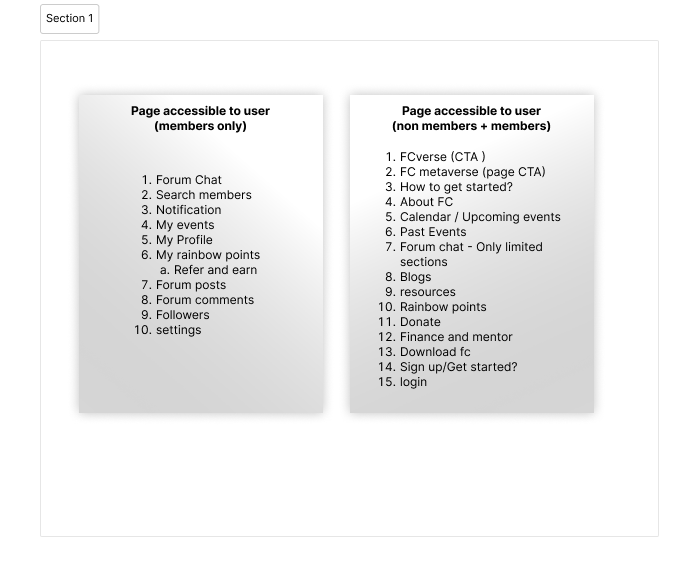 Section 1
Page accessible to user
(members only)
1. Forum Chat
2. Search members
3. Notification
4. My events
5. My Profile
6. My rainbow points
a. Refer and earn
7. Forum posts
8. Forum comments
9. Followers
10. settings
Page accessible to user
(non members + members)
1. FCverse (CTA )
2. FC metaverse (page CTA)
3. How to get started?
4. About FC
5. Calendar / Upcoming events
6. Past Events
7. Forum chat - Only limited
sections
8. Blogs
9. resources
10. Rainbow points
11. Donate
12. Finance and mentor
13. Download fc
14. Sign up/Get started?
15. login